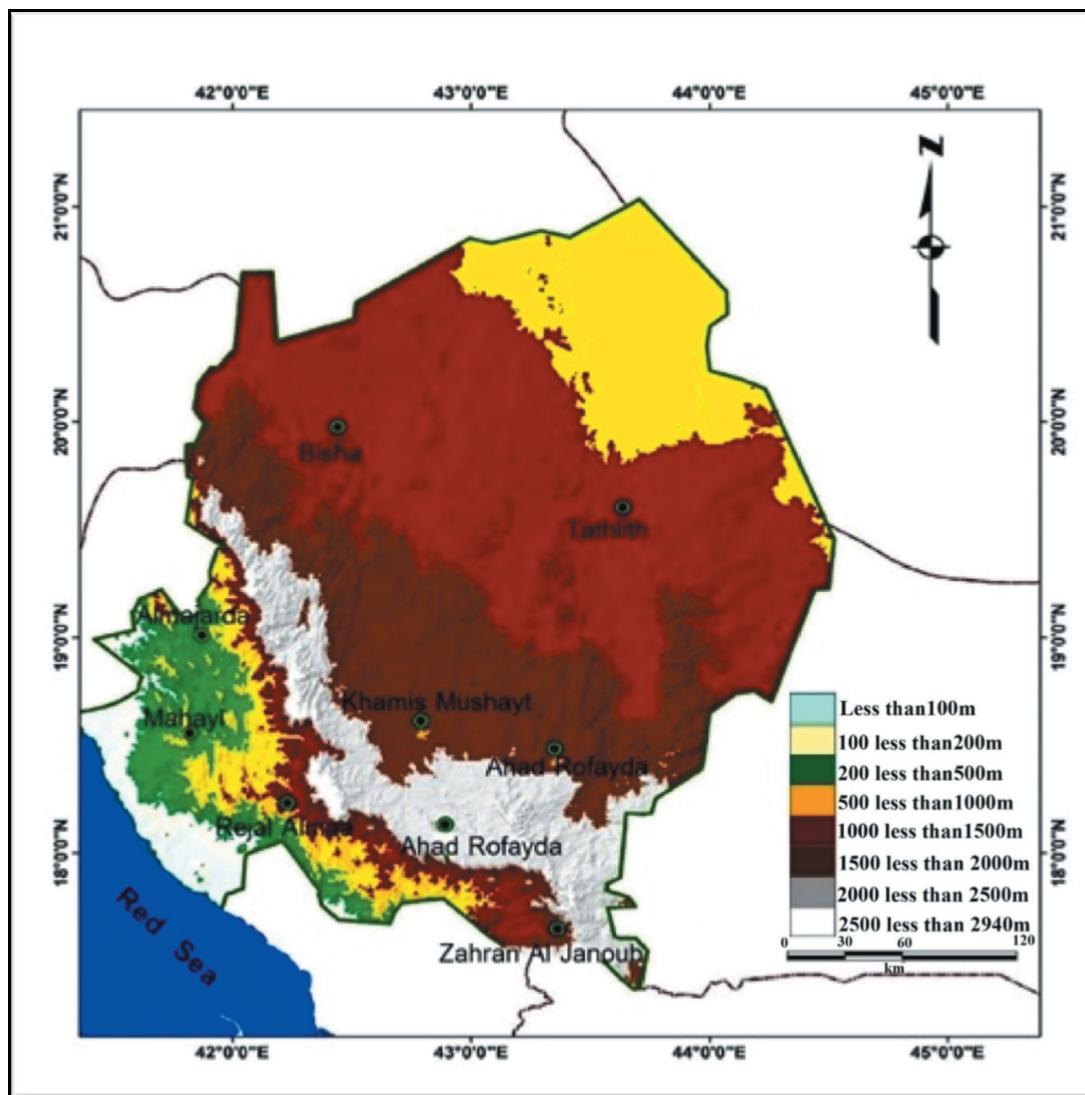 42°0'0"E 43°0'0"E 44°0'0"E 45°0'0"E
21°0'0"N 21°0'0"N
20°0'0"N 20°0'0"N
19°0'0"N 19°0'0"N
18°0'0"N 18°0'0"N
N
Bisha
Tathlith
Almajarda
Khamis Mushayt
Mahayl
Ahad Rofayda
Rejal Almaa
Ahad Rofayda
Zahran Al Janoub
Red Sea
Less than100m
100 less than200m
200 less than500m
500 less than1000m
1000 less than1500m
1500 less than 2000m
2000 less than 2500m
2500 less than 2940m
0 30 60 120
km
42°0'0"E 43°0'0"E 44°0'0"E 45°0'0"E